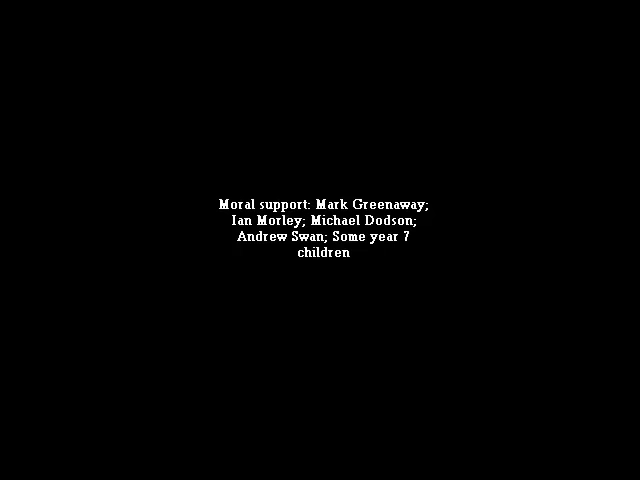 Moral support: Mark Greenaway;
Ian Morley; Michael Dodson;
Andrew Swan; Some year 7
children